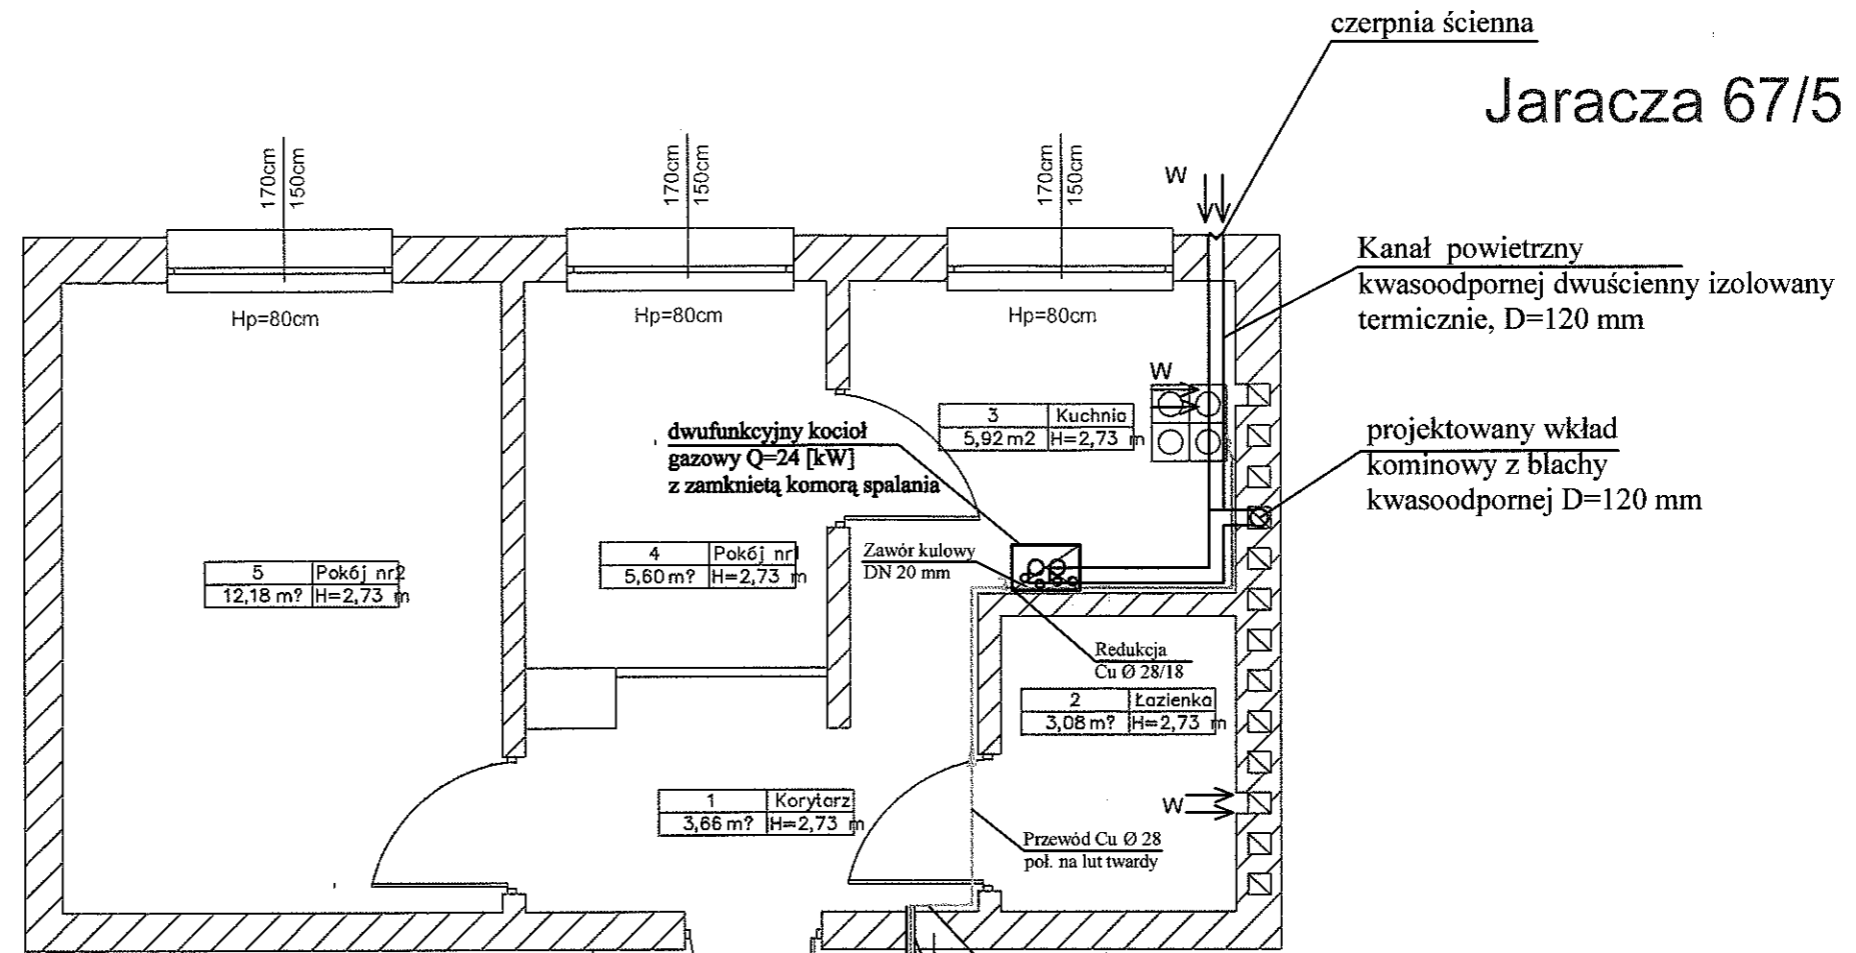 czerpnia ścienna
Jaracza 67/5
170cm
150cm
170cm
150cm
170cm
150cm
W
Kanał powietrzny
kwasoodpornej dwuścienny izolowany
termicznie, D=120 mm
Hp=80cm
Hp=80cm
Hp=80cm
W
3 Kuchnia
5,92 m2 H=2,73 m
dwufunkcyjny kocioł
gazowy Q=24 [kW]
z zamkniętą komorą spalania
projektowany wkład
kominowy z blachy
kwasoodpornej D=120 mm
Zawór kulowy
DN 20 mm
4 Pokój nr1
5,60 m? H=2,73 m
5 Pokój nr2
12,18 m? H=2,73 m
Redukcja
Cu Ø 28/18
2 Łazienka
3,08 m? H=2,73 m
1 Korytarz
3,66 m? H=2,73 m
W
Przewód Cu Ø 28
poł. na lut twardy